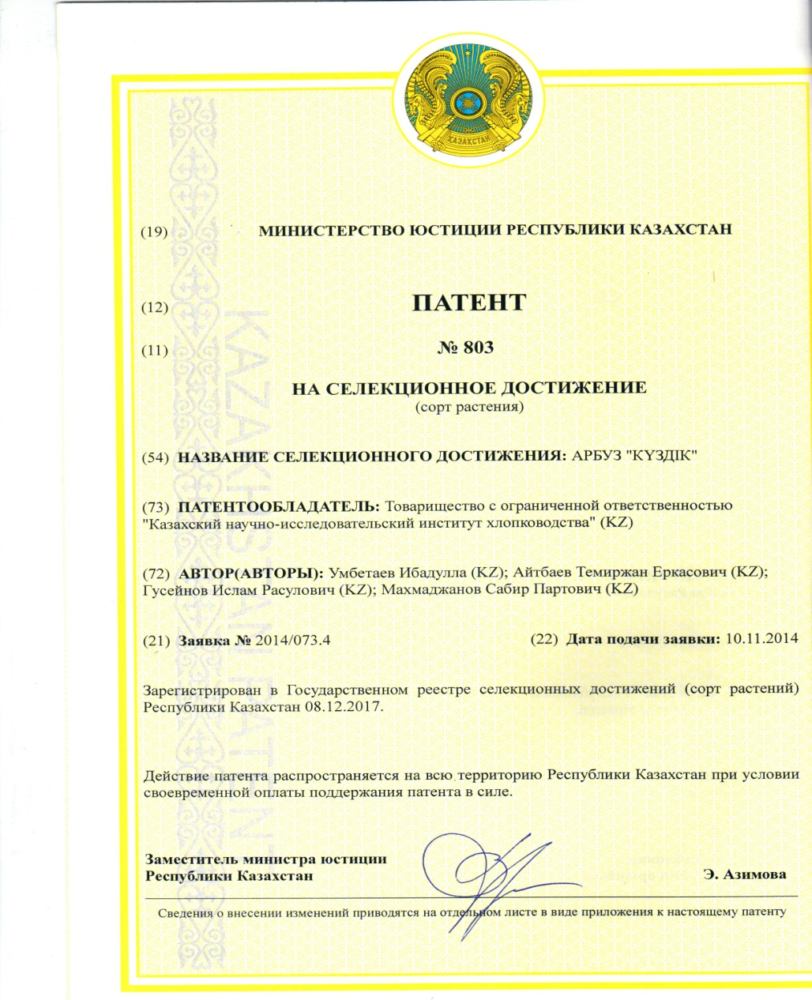 ҚАЗАҚСТАН
(19) МИНИСТЕРСТВО ЮСТИЦИИ РЕСПУБЛИКИ КАЗАХСТАН
(12) ПАТЕНТ
(11) № 803
НА СЕЛЕКЦИОННОЕ ДОСТИЖЕНИЕ
(сорт растения)
(54) НАЗВАНИЕ СЕЛЕКЦИОННОГО ДОСТИЖЕНИЯ: АРБУЗ "КҮЗДІК"
(73) ПАТЕНТООБЛАДАТЕЛЬ: Товарищество с ограниченной ответственностью
"Казахский научно-исследовательский институт хлопководства" (KZ)
(72) АВТОР(АВТОРЫ): Умбетаев Ибадулла (KZ); Айтбаев Темиржан Еркасович (KZ);
Гусейнов Ислам Расулович (KZ); Махмаджанов Сабир Партович (KZ)
(21) Заявка № 2014/073.4 (22) Дата подачи заявки: 10.11.2014
Зарегистрирован в Государственном реестре селекционных достижений (сорт растений)
Республики Казахстан 08.12.2017.
Действие патента распространяется на всю территорию Республики Казахстан при условии
своевременной оплаты поддержания патента в силе.
Заместитель министра юстиции
Республики Казахстан Э. Азимова
Сведения о внесении изменений приводятся на отдельном листе в виде приложения к настоящему патенту
KAZAKHSTAN PATENT